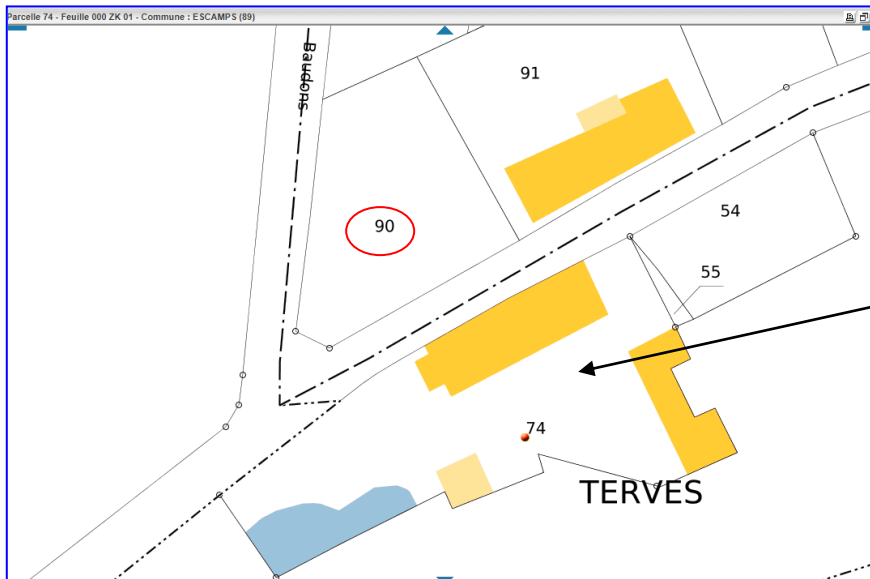 Parcelle 74 - Feuille 000 ZK 01 - Commune : ESCAMPS (89)
Baudons
91
90
54
55
74
TERVES